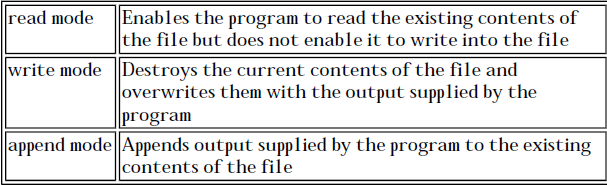 read mode Enables the program to read the existing contents of
the file but does not enable it to write into the file
write mode Destroys the current contents of the file and
overwrites them with the output supplied by the
program
append mode Appends output supplied by the program to the existing
contents of the file